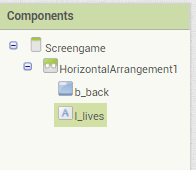 Components
Screengame
HorizontalArrangement1
b_back
A l_lives